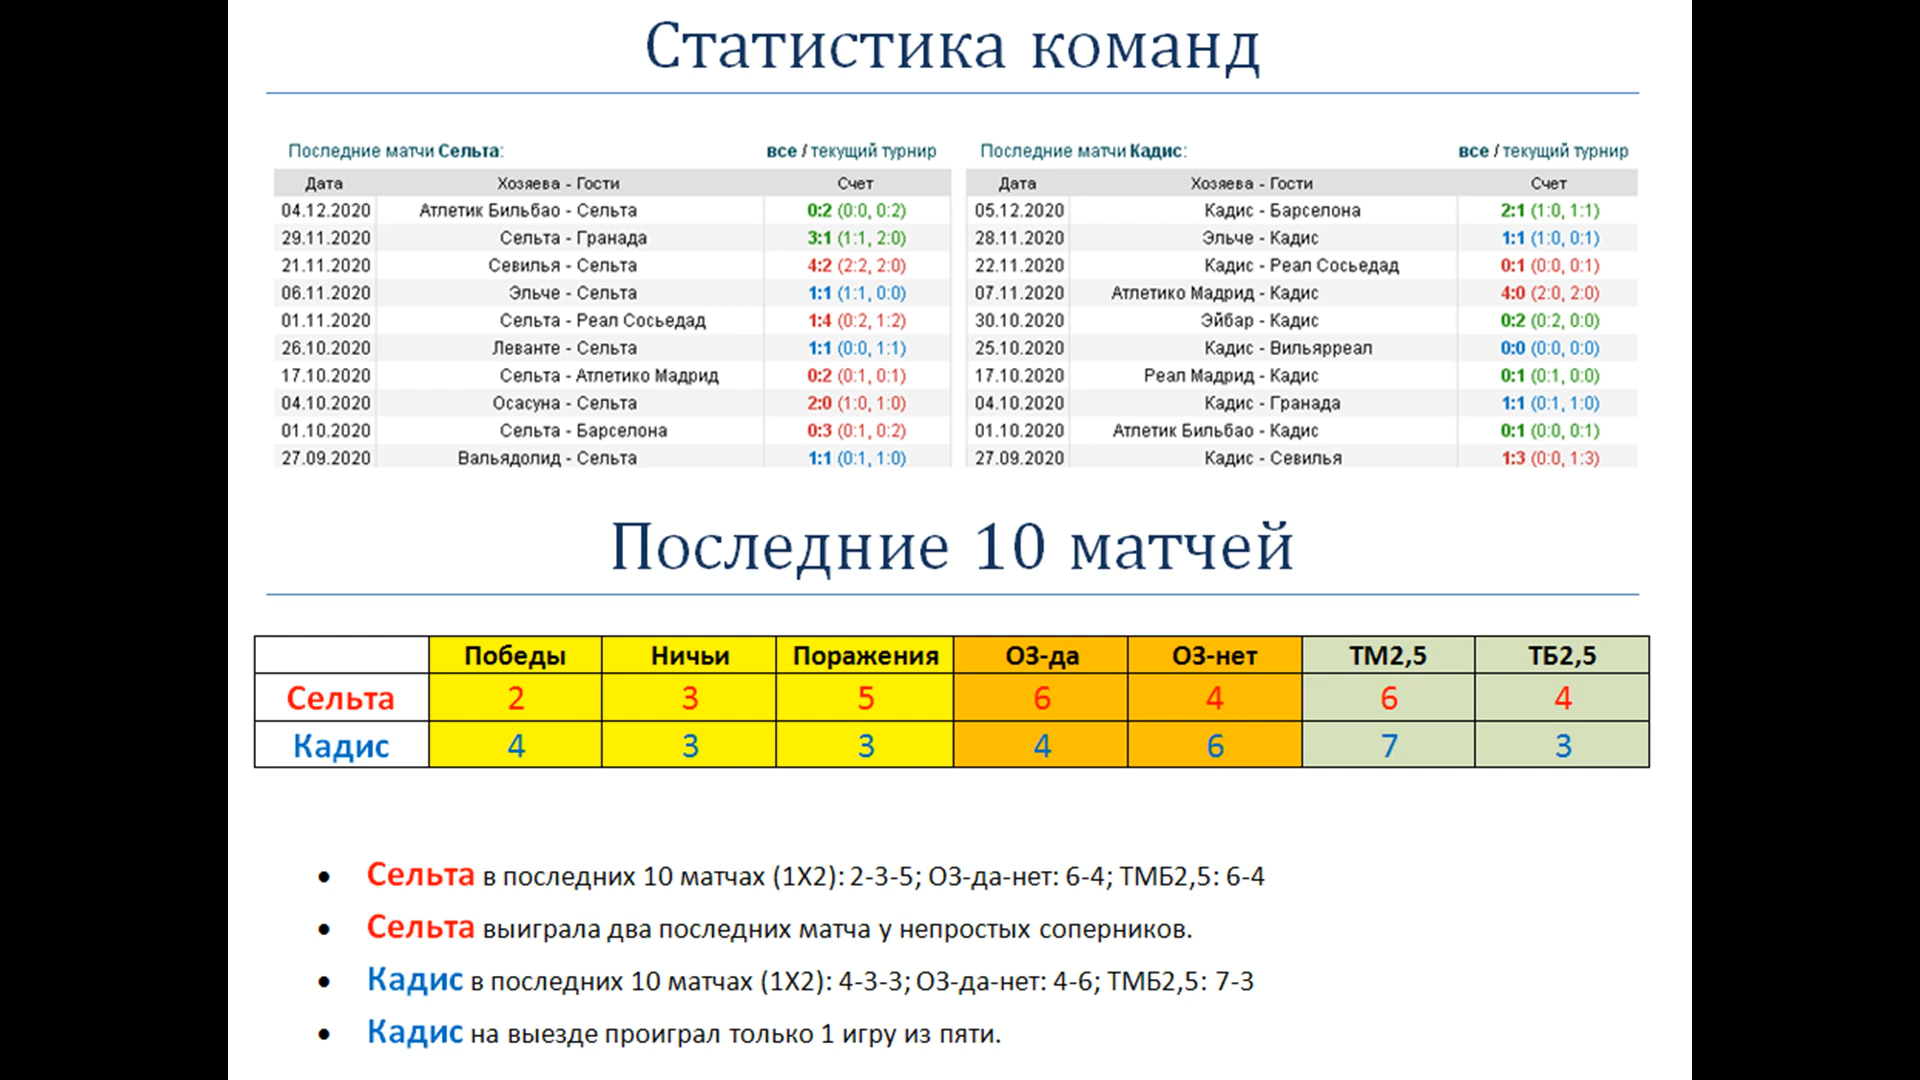 Статистика команд
Последние матчи Сельта: все / текущий турнир
Дата Хозяева - Гости Счет
04.12.2020 Атлетик Бильбао - Сельта 0:2 (0:0, 0:2)
29.11.2020 Сельта - Гранада 3:1 (1:1, 2:0)
21.11.2020 Севилья - Сельта 4:2 (2:2, 2:0)
06.11.2020 Эльче - Сельта 1:1 (1:1, 0:0)
01.11.2020 Сельта - Реал Сосьедад 1:4 (0:2, 1:2)
26.10.2020 Леванте - Сельта 1:1 (0:0, 1:1)
17.10.2020 Сельта - Атлетико Мадрид 0:2 (0:1, 0:1)
04.10.2020 Осасуна - Сельта 2:0 (1:0, 1:0)
01.10.2020 Сельта - Барселона 0:3 (0:1, 0:2)
27.09.2020 Вальядолид - Сельта 1:1 (0:1, 1:0)
Последние матчи Кадис: все / текущий турнир
Дата Хозяева - Гости Счет
05.12.2020 Кадис - Барселона 2:1 (1:0, 1:1)
28.11.2020 Эльче - Кадис 1:1 (1:0, 0:1)
22.11.2020 Кадис - Реал Сосьедад 0:1 (0:0, 0:1)
07.11.2020 Атлетико Мадрид - Кадис 4:0 (2:0, 2:0)
30.10.2020 Эйбар - Кадис 0:2 (0:2, 0:0)
25.10.2020 Кадис - Вильярреал 0:0 (0:0, 0:0)
17.10.2020 Реал Мадрид - Кадис 0:1 (0:1, 0:0)
04.10.2020 Кадис - Гранада 1:1 (0:1, 1:0)
01.10.2020 Атлетик Бильбао - Кадис 0:1 (0:0, 0:1)
27.09.2020 Кадис - Севилья 1:3 (0:0, 1:3)
Последние 10 матчей
Победы Ничьи Поражения ОЗ-да ОЗ-нет ТМ2,5 ТБ2,5
Сельта 2 3 5 6 4 6 4
Кадис 4 3 3 4 6 7 3
• Сельта в последних 10 матчах (1X2): 2-3-5; ОЗ-да-нет: 6-4; ТМБ2,5: 6-4
• Сельта выиграла два последних матча у непростых соперников.
• Кадис в последних 10 матчах (1X2): 4-3-3; ОЗ-да-нет: 4-6; ТМБ2,5: 7-3
• Кадис на выезде проиграл только 1 игру из пяти.